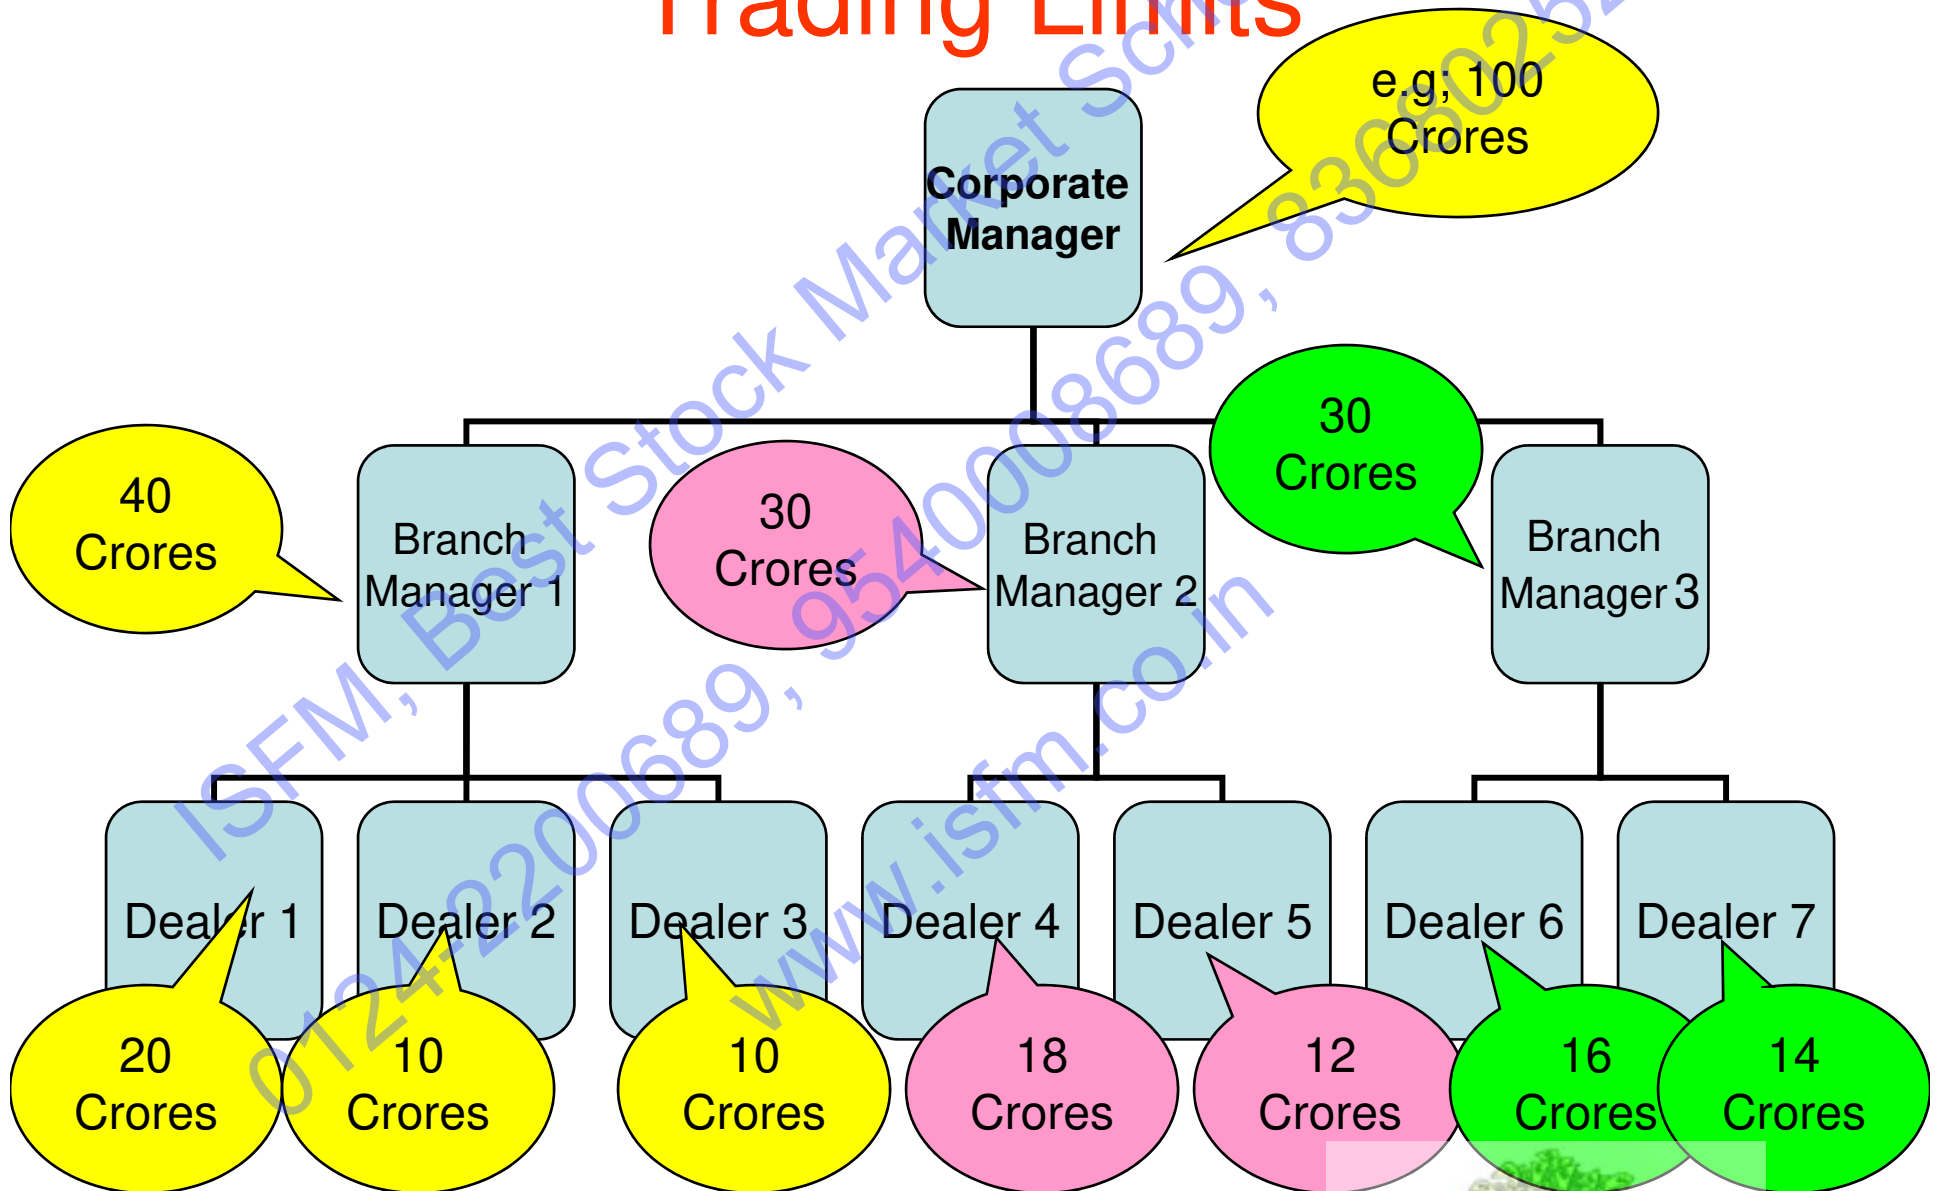 Trading Limits
e.g; 100
Crores
Corporate
Manager
40
Crores
Branch
Manager 1
30
Crores
Branch
Manager 2
30
Crores
Branch
Manager 3
Dealer 1
Dealer 2
Dealer 3
Dealer 4
Dealer 5
Dealer 6
Dealer 7
20
Crores
10
Crores
10
Crores
18
Crores
12
Crores
16
Crores
14
Crores
ISFM, Best Stock Market
0124-2200689, 9540008689,
www.isfm.co.in